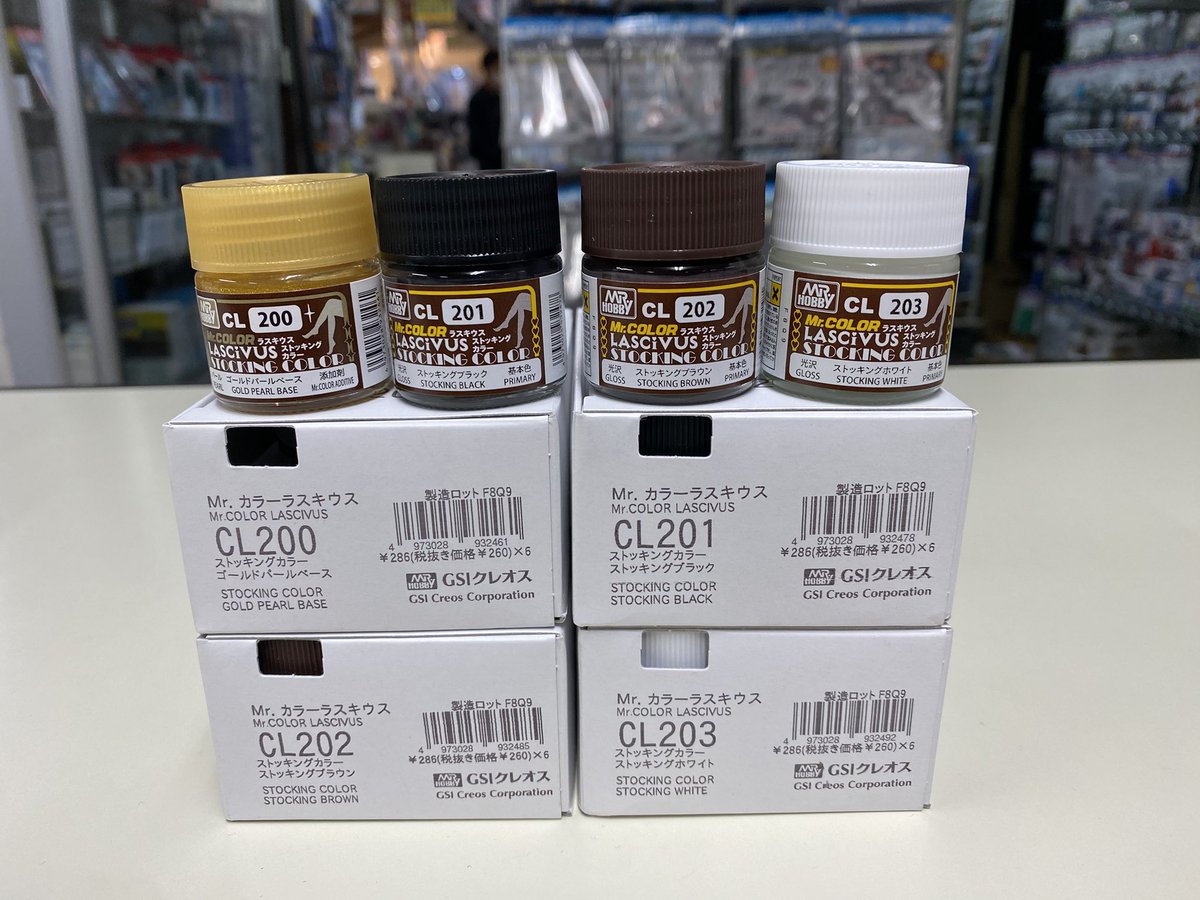 MR HOBBY
CL 200
Mr.COLOR ラスキウス
LASCiVUS ストッキング
カラー
STOCKING COLOR
ゴールドパールベース 添加剤
GOLD PEARL BASE Mr.COLOR ADDITIVE
MR HOBBY
CL 201
Mr.COLOR ラスキウス
LASCiVUS ストッキング
カラー
STOCKING COLOR
光沢 ストッキングブラック 基本色
GLOSS STOCKING BLACK PRIMARY
MR HOBBY
CL 202
Mr.COLOR ラスキウス
LASCiVUS ストッキング
カラー
STOCKING COLOR
光沢 ストッキングブラウン 基本色
GLOSS STOCKING BROWN PRIMARY
MR HOBBY
CL 203
Mr.COLOR ラスキウス
LASCiVUS ストッキング
カラー
STOCKING COLOR
光沢 ストッキングホワイト 基本色
GLOSS STOCKING WHITE PRIMARY
製造ロット F8Q9
Mr. カラーラスキウス
Mr.COLOR LASCIVUS
CL200
4 973028 932461
¥286(税抜き価格¥260)×6
ストッキングカラー
ゴールドパールベース
MR HOBBY GSIクレオス
STOCKING COLOR
GOLD PEARL BASE
GSI Creos Corporation
製造ロット F8Q9
Mr. カラーラスキウス
Mr.COLOR LASCIVUS
CL201
4 973028 932478
¥286(税抜き価格¥260)×6
ストッキングカラー
ストッキングブラック
MR HOBBY GSIクレオス
STOCKING COLOR
STOCKING BLACK
GSI Creos Corporation
製造ロット F8Q9
Mr. カラーラスキウス
Mr.COLOR LASCIVUS
CL202
4 973028 932485
¥286(税抜き価格¥260)×6
ストッキングカラー
ストッキングブラウン
MR HOBBY GSIクレオス
STOCKING COLOR
STOCKING BROWN
GSI Creos Corporation
製造ロット F8Q9
Mr. カラーラスキウス
Mr.COLOR LASCIVUS
CL203
4 973028 932492
¥286(税抜き価格¥260)×6
ストッキングカラー
ストッキングホワイト
MR HOBBY GSIクレオス
STOCKING COLOR
STOCKING WHITE
GSI Creos Corporation